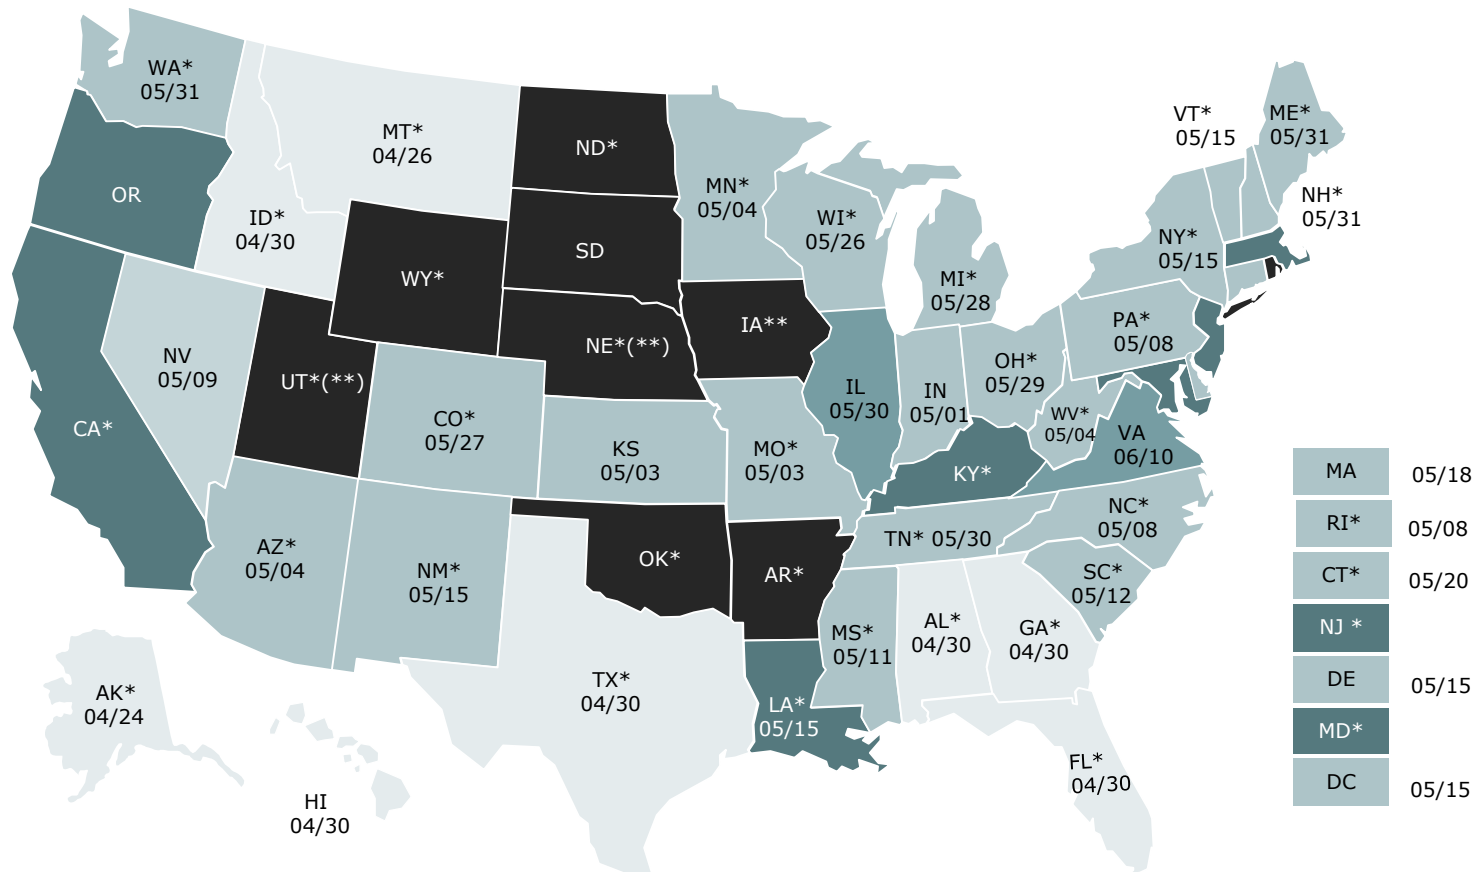 WA*
05/31
OR
CA*
NV
05/09
ID*
04/30
MT*
04/26
WY*
UT*(**)
AZ*
05/04
CO*
05/27
NM*
05/15
ND*
SD
NE*(**)
KS
05/03
OK*
TX*
04/30
MN*
05/04
IA**
MO*
05/03
AR*
LA*
05/15
WI*
05/26
IL
05/30
MI*
05/28
IN
05/01
OH*
05/29
KY*
TN* 05/30
MS*
05/11
AL*
04/30
GA*
04/30
FL*
04/30
SC*
05/12
NC*
05/08
VA
06/10
WV*
05/04
PA*
05/08
NY*
05/15
VT*
05/15
ME*
05/31
NH*
05/31
AK*
04/24
HI
04/30
MA 05/18
RI* 05/08
CT* 05/20
NJ *
DE 05/15
MD*
DC 05/15